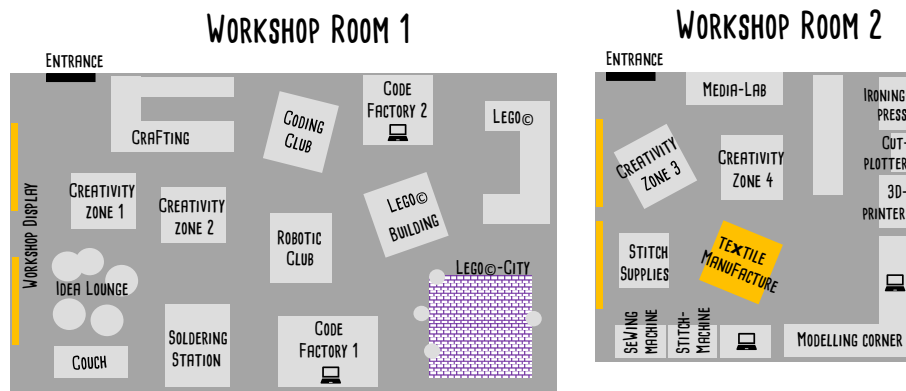 WORKSHOP ROOM 1
ENTRANCE
CRAFTING
CODING
CLUB
CODE
FACTORY 2
LEGO©
CREATIVITY
ZONE 1
CREATIVITY
ZONE 2
LEGO©
BUILDING
ROBOTIC
CLUB
WORKSHOP DISPLAY
IDEA LOUNGE
LEGO©-CITY
SOLDERING
STATION
CODE
FACTORY 1
COUCH
WORKSHOP ROOM 2
ENTRANCE
MEDIA-LAB
IRONING
PRESS
CUT-
PLOTTER
3D-
PRINTER
CREATIVITY
ZONE 3
CREATIVITY
ZONE 4
STITCH
SUPPLIES
TEXTILE
MANUFACTURE
SEWING
MACHINE
STITCH-
MACHINE
MODELLING CORNER